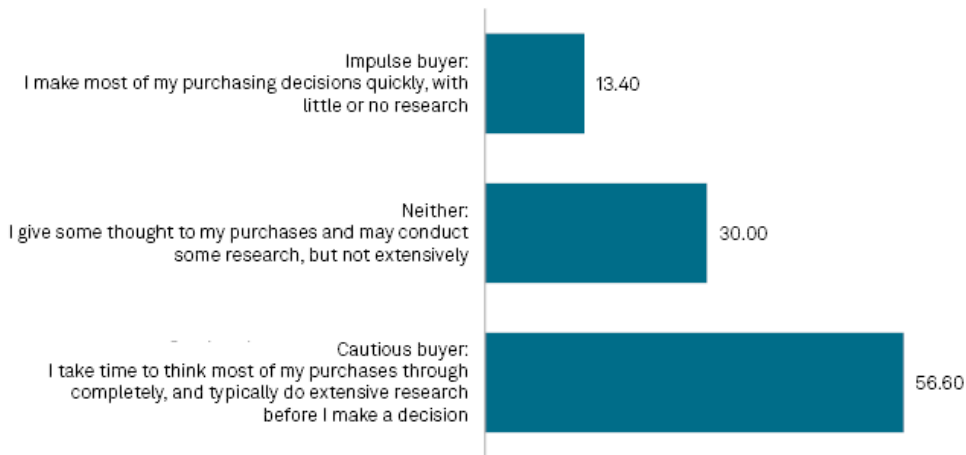 Impulse buyer:
I make most of my purchasing decisions quickly, with
little or no research
13.40
Neither:
I give some thought to my purchases and may conduct
some research, but not extensively
30.00
Cautious buyer:
I take time to think most of my purchases through
completely, and typically do extensive research
before I make a decision
56.60